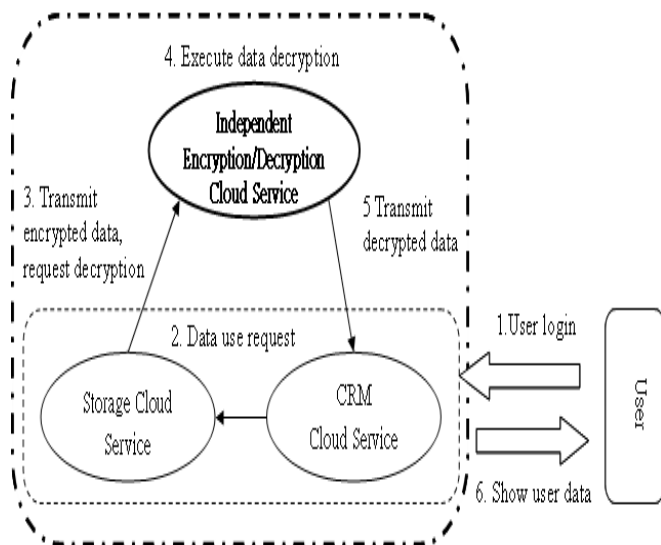 4. Execute data decryption
Independent
Encryption/Decryption
Cloud Service
3. Transmit
encrypted data,
request decryption
5 Transmit
decrypted data
2. Data use request
Storage Cloud
Service
CRM
Cloud Service
1.User login
User
6. Show user data